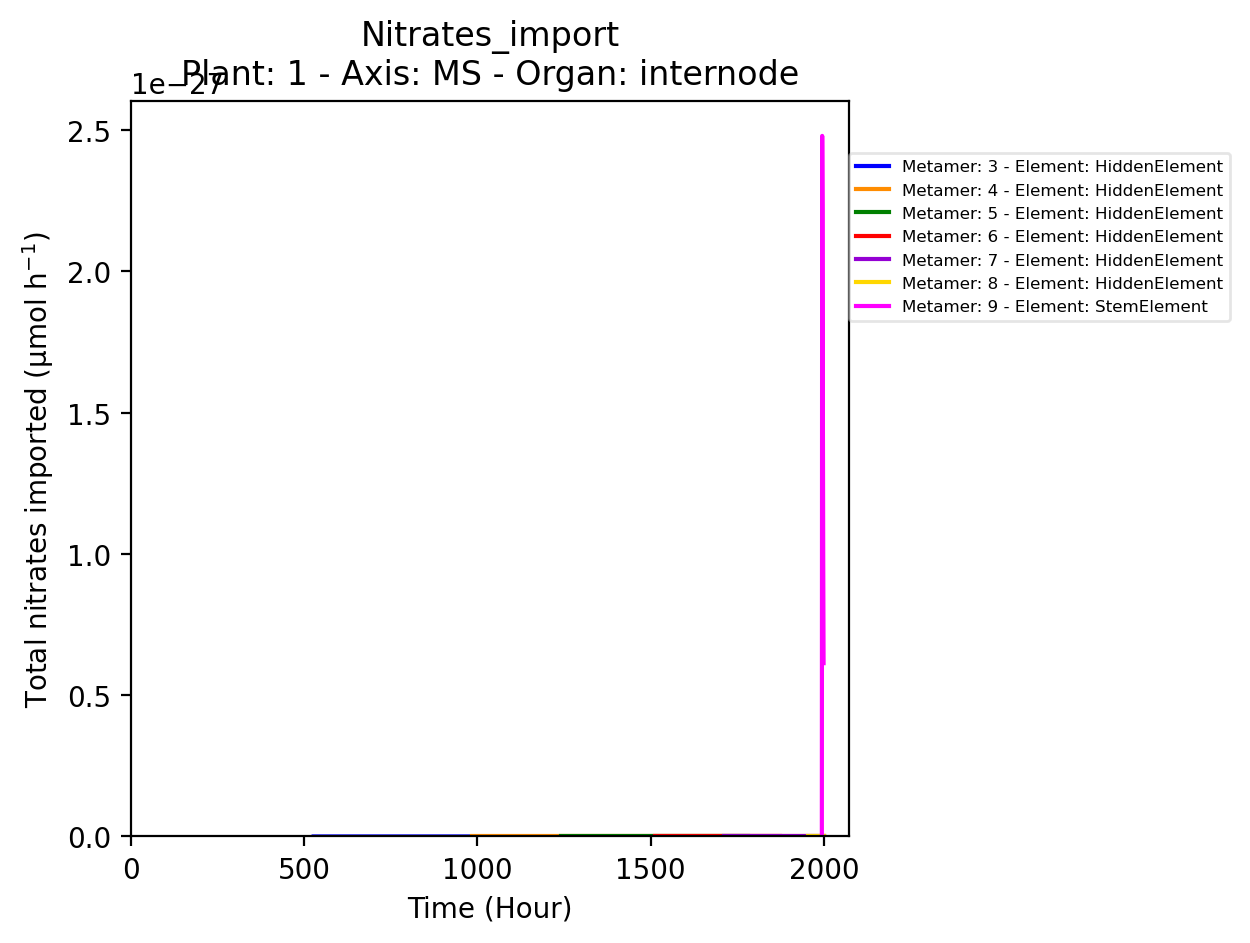 Nitrates_import
Plant: 1 - Axis: MS - Organ: internode
1e−27
2.5
2.0
1.5
1.0
0.5
0.0
Total nitrates imported (µmol h⁻¹)
0 500 1000 1500 2000
Time (Hour)
Metamer: 3 - Element: HiddenElement
Metamer: 4 - Element: HiddenElement
Metamer: 5 - Element: HiddenElement
Metamer: 6 - Element: HiddenElement
Metamer: 7 - Element: HiddenElement
Metamer: 8 - Element: HiddenElement
Metamer: 9 - Element: StemElement